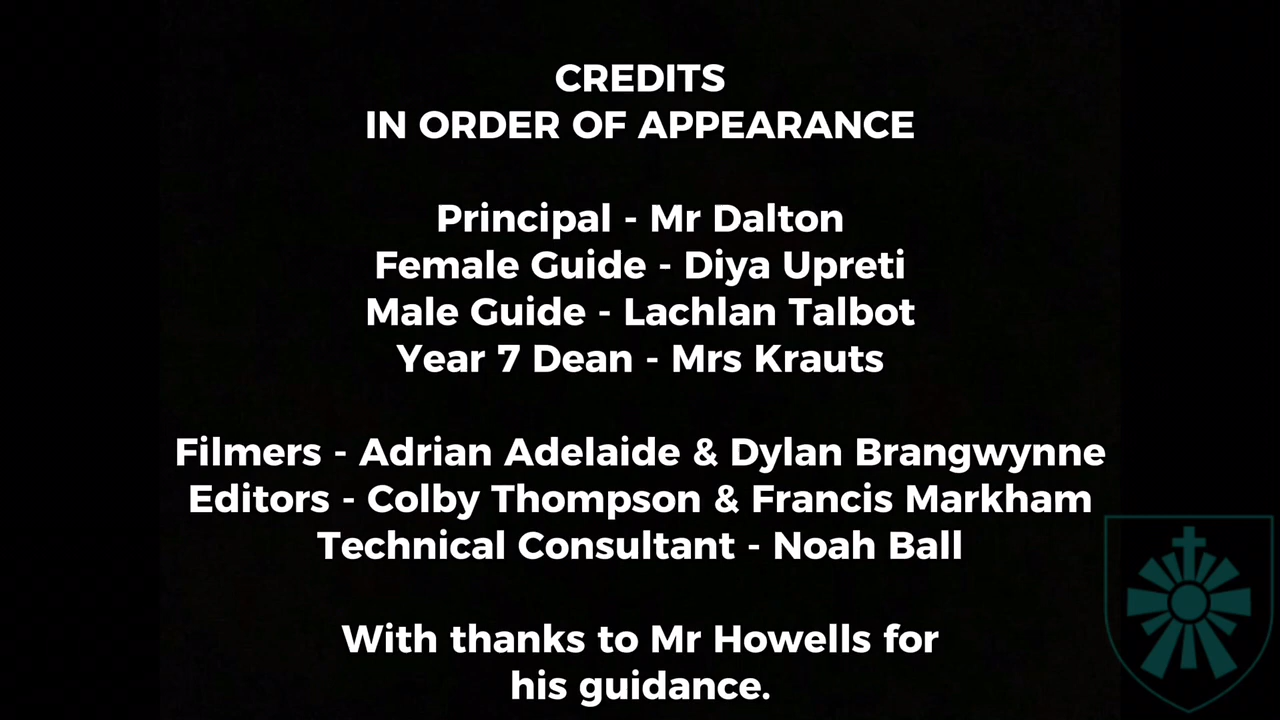 CREDITS
IN ORDER OF APPEARANCE
Principal - Mr Dalton
Female Guide - Diya Upreti
Male Guide - Lachlan Talbot
Year 7 Dean - Mrs Krauts
Filmers - Adrian Adelaide & Dylan Brangwynne
Editors - Colby Thompson & Francis Markham
Technical Consultant - Noah Ball
With thanks to Mr Howells for
his guidance.